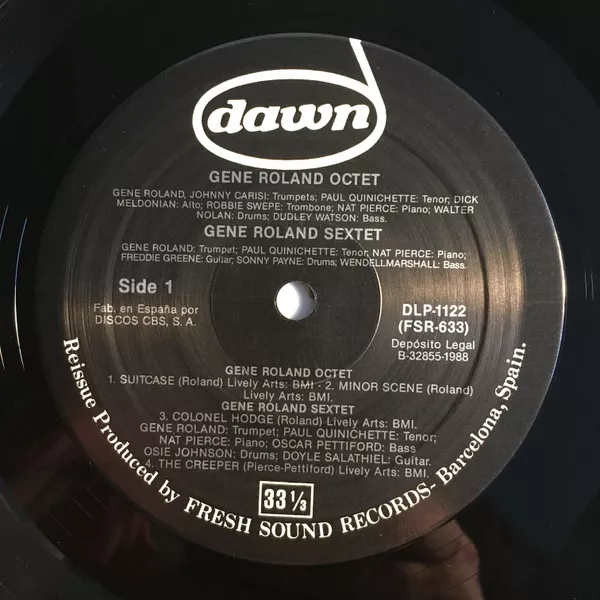 dawn
GENE ROLAND OCTET
GENE ROLAND, JOHNNY CARISI: Trumpets; PAUL QUINICHETTE: Tenor; DICK
MELDONIAN: Alto; ROBBIE SWEPE: Trombone; NAT PIERCE: Piano; WALTER
NOLAN: Drums; DUDLEY WATSON: Bass.
GENE ROLAND SEXTET
GENE ROLAND: Trumpet; PAUL QUINICHETTE: Tenor; NAT PIERCE: Piano;
FREDDIE GREENE: Guitar; SONNY PAYNE: Drums; WENDELLMARSHALL: Bass.
Side 1
Fab. en España por
DISCOS CBS, S. A.
DLP-1122
(FSR-633)
Depósito Legal
B-32855-1988
GENE ROLAND OCTET
1. SUITCASE (Roland) Lively Arts: BMI - 2. MINOR SCENE (Roland)
Lively Arts: BMI.
GENE ROLAND SEXTET
3. COLONEL HODGE (Roland) Lively Arts: BMI.
GENE ROLAND: Trumpet; PAUL QUINICHETTE: Tenor;
NAT PIERCE: Piano; OSCAR PETTIFORD: Bass
OSIE JOHNSON: Drums; DOYLE SALATHIEL: Guitar.
4. THE CREEPER (Pierce-Pettiford) Lively Arts: BMI.
33 1/3
Reissue Produced by FRESH SOUND RECORDS- Barcelona, Spain.